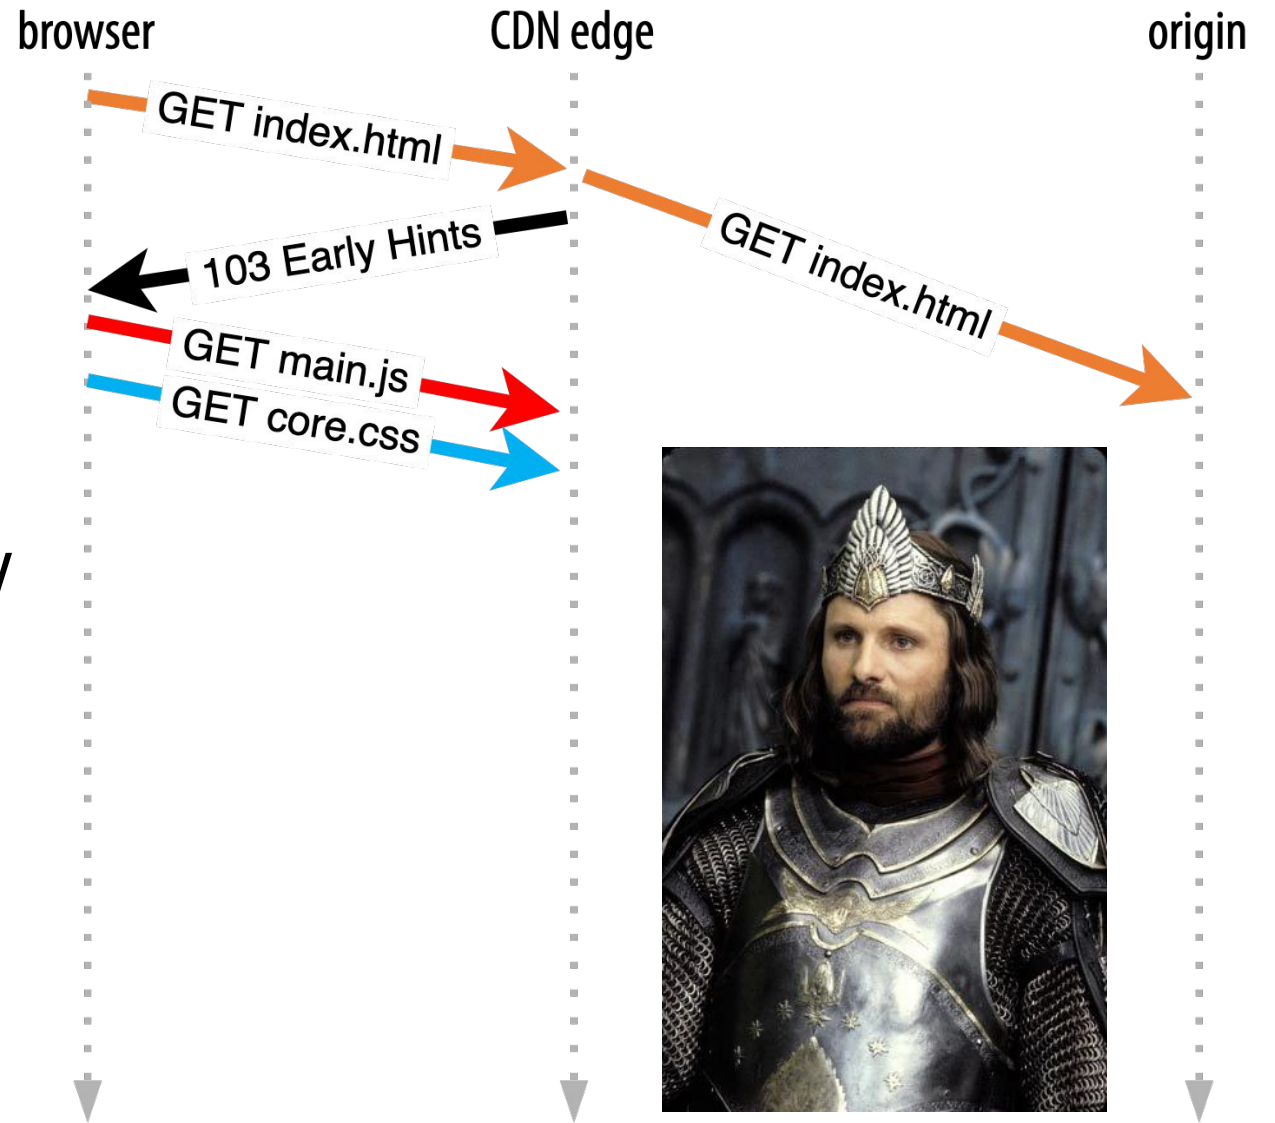 browser
CDN edge
origin
GET index.html
GET index.html
103 Early Hints
GET main.js
GET core.css